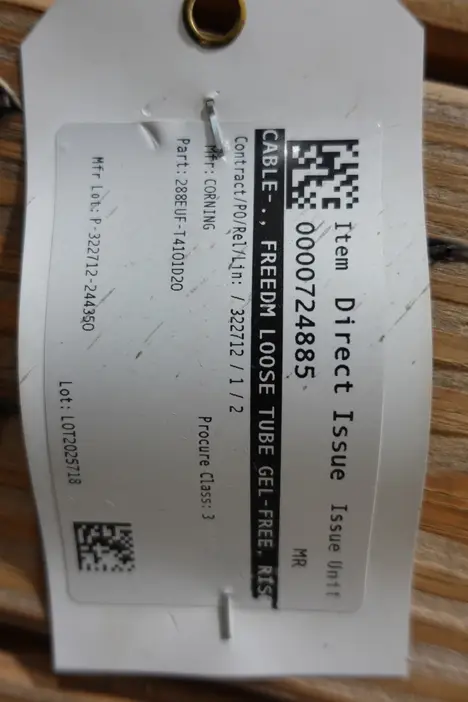 Item Direct Issue Issue Unit
0000724885 MR
CABLE-., FREEDM LOOSE TUBE GEL-FREE, RIS
Contract/PO/Rel/Lin: / 322712 / 1 / 2
Mfr: CORNING Procure Class: 3
Part: 288EUF-T4101D20
Mfr Lot: P-322712-244350
Lot: LOT2025718